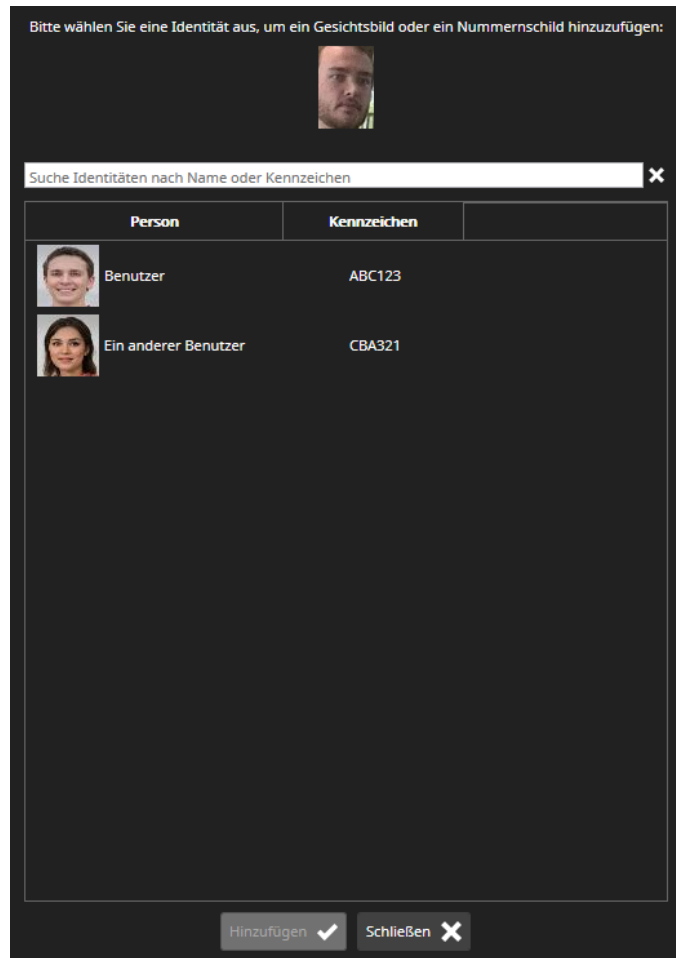 Bitte wählen Sie eine Identität aus, um ein Gesichtsbild oder ein Nummernschild hinzuzufügen:
Suche Identitäten nach Name oder Kennzeichen
Person Kennzeichen
Benutzer ABC123
Ein anderer Benutzer CBA321
Hinzufügen Schließen